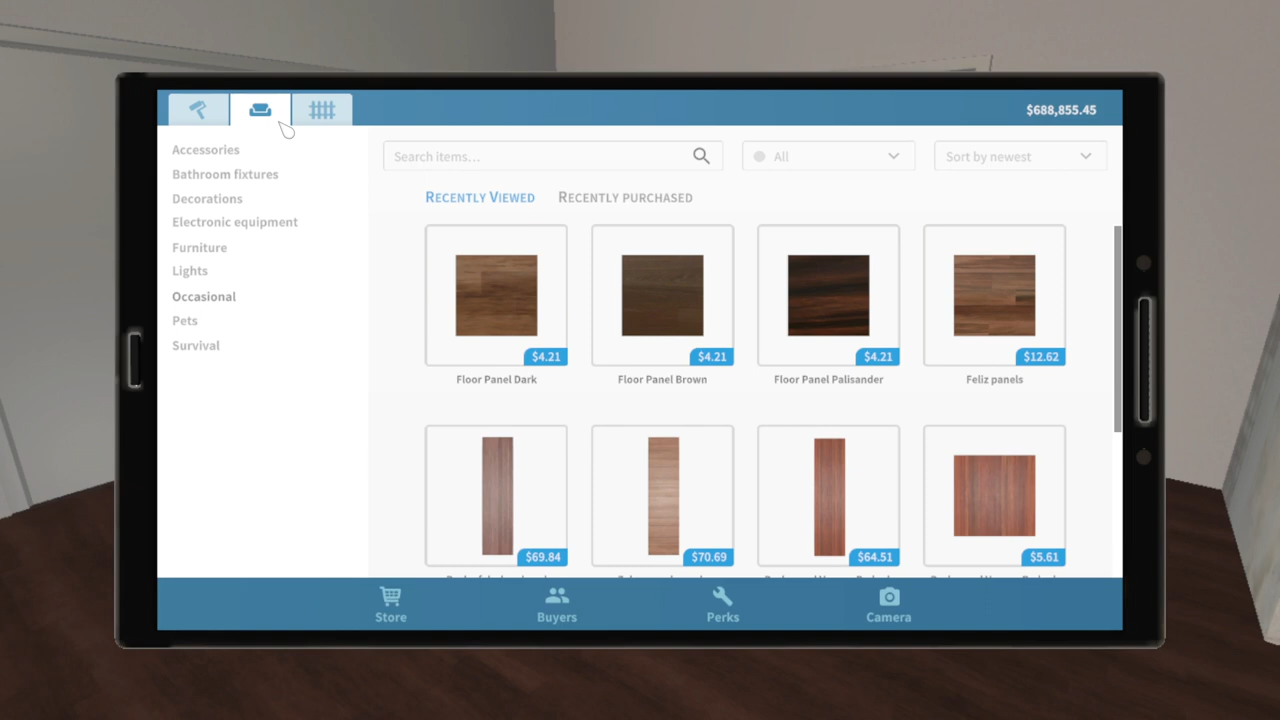 $688,855.45
Accessories
Bathroom fixtures
Decorations
Electronic equipment
Furniture
Lights
Occasional
Pets
Survival
Search items...
All
Sort by newest
RECENTLY VIEWED
RECENTLY PURCHASED
$4.21
$4.21
$4.21
$12.62
Floor Panel Dark
Floor Panel Brown
Floor Panel Palisander
Feliz panels
$69.84
$70.69
$64.51
$5.61
Store
Buyers
Perks
Camera